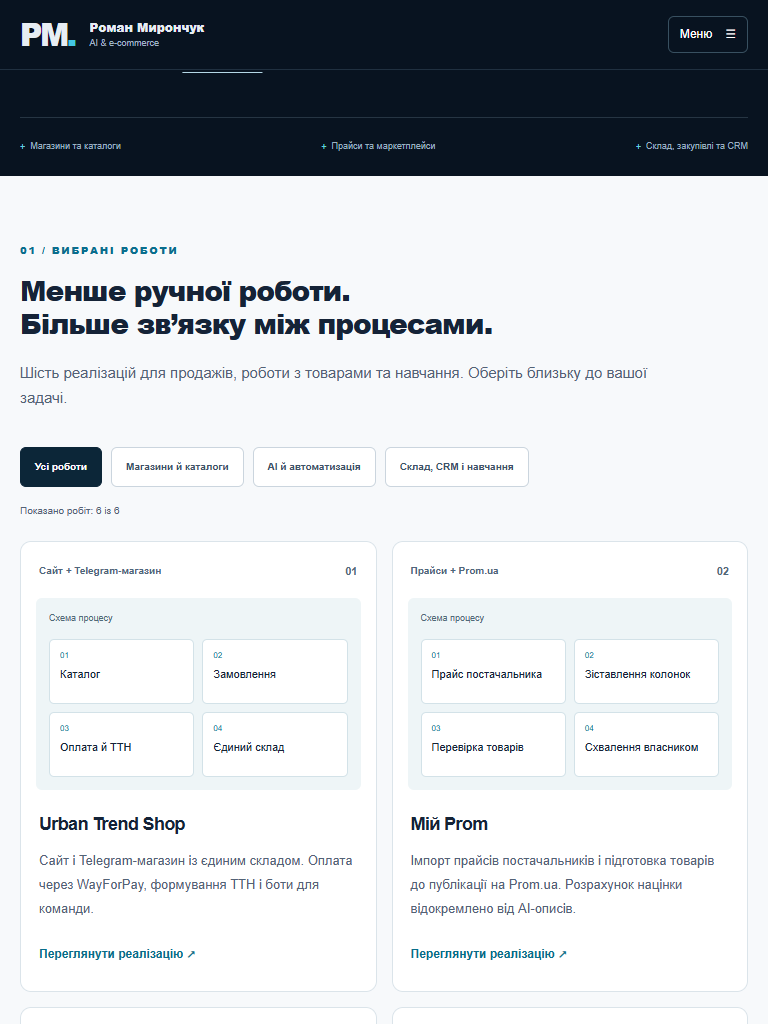 РМ.
Роман Мирончук
AI & e-commerce
Меню ☰
+ Магазини та каталоги
+ Прайси та маркетплейси
+ Склад, закупівлі та CRM
01 / ВИБРАНІ РОБОТИ
Менше ручної роботи.
Більше зв’язку між процесами.
Шість реалізацій для продажів, роботи з товарами та навчання. Оберіть близьку до вашої
задачі.
Усі роботи
Магазини й каталоги
AI й автоматизація
Склад, CRM і навчання
Показано робіт: 6 із 6
Сайт + Telegram-магазин
01
Схема процесу
01
Каталог
02
Замовлення
03
Оплата й ТТН
04
Єдиний склад
Urban Trend Shop
Сайт і Telegram-магазин із єдиним складом. Оплата
через WayForPay, формування ТТН і боти для
команди.
Переглянути реалізацію ↗
Прайси + Prom.ua
02
Схема процесу
01
Прайс постачальника
02
Зіставлення колонок
03
Перевірка товарів
04
Схвалення власником
Мій Prom
Імпорт прайсів постачальників і підготовка товарів
до публікації на Prom.ua. Розрахунок націнки
відокремлено від AI-описів.
Переглянути реалізацію ↗